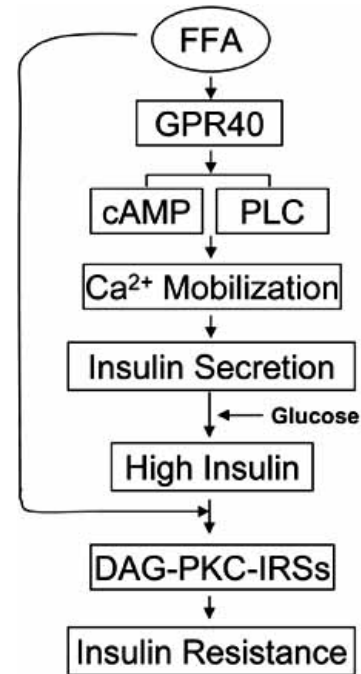 FFA
GPR40
cAMP PLC
Ca²⁺ Mobilization
Insulin Secretion
Glucose
High Insulin
DAG-PKC-IRSs
Insulin Resistance